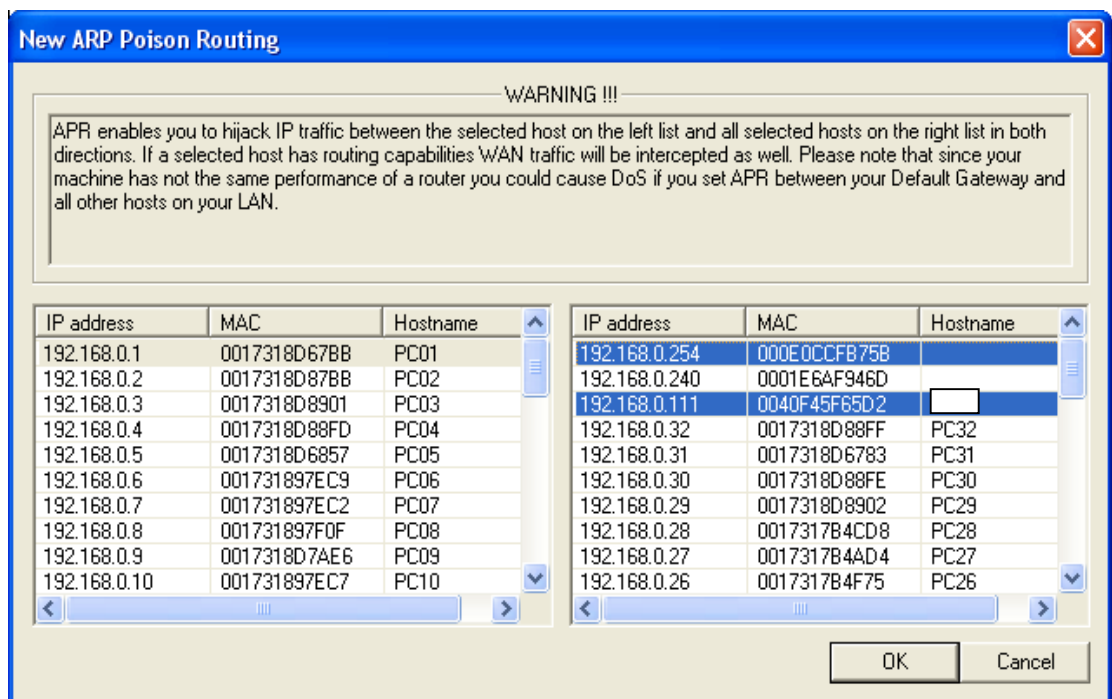 New ARP Poison Routing
WARNING !!!
APR enables you to hijack IP traffic between the selected host on the left list and all selected hosts on the right list in both
directions. If a selected host has routing capabilities WAN traffic will be intercepted as well. Please note that since your
machine has not the same performance of a router you could cause DoS if you set APR between your Default Gateway and
all other hosts on your LAN.
IP address MAC Hostname
192.168.0.1 0017318D67BB PC01
192.168.0.2 0017318D87BB PC02
192.168.0.3 0017318D8901 PC03
192.168.0.4 0017318D88FD PC04
192.168.0.5 0017318D6857 PC05
192.168.0.6 001731897EC9 PC06
192.168.0.7 001731897EC2 PC07
192.168.0.8 001731897F0F PC08
192.168.0.9 0017318D7AE6 PC09
192.168.0.10 001731897EC7 PC10
IP address MAC Hostname
192.168.0.254 000E0CCFB75B
192.168.0.240 0001E6AF946D
192.168.0.111 0040F45F65D2
192.168.0.32 0017318D88FF PC32
192.168.0.31 0017318D6783 PC31
192.168.0.30 0017318D88FE PC30
192.168.0.29 0017318D8902 PC29
192.168.0.28 0017317B4CD8 PC28
192.168.0.27 0017317B4AD4 PC27
192.168.0.26 0017317B4F75 PC26
OK Cancel